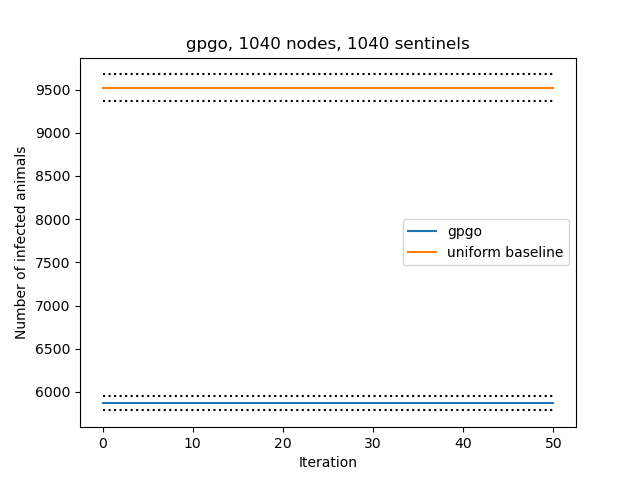 gpgo, 1040 nodes, 1040 sentinels
9500
9000
8500
8000
7500
7000
6500
6000
Number of infected animals
gpgo
uniform baseline
0 10 20 30 40 50
Iteration